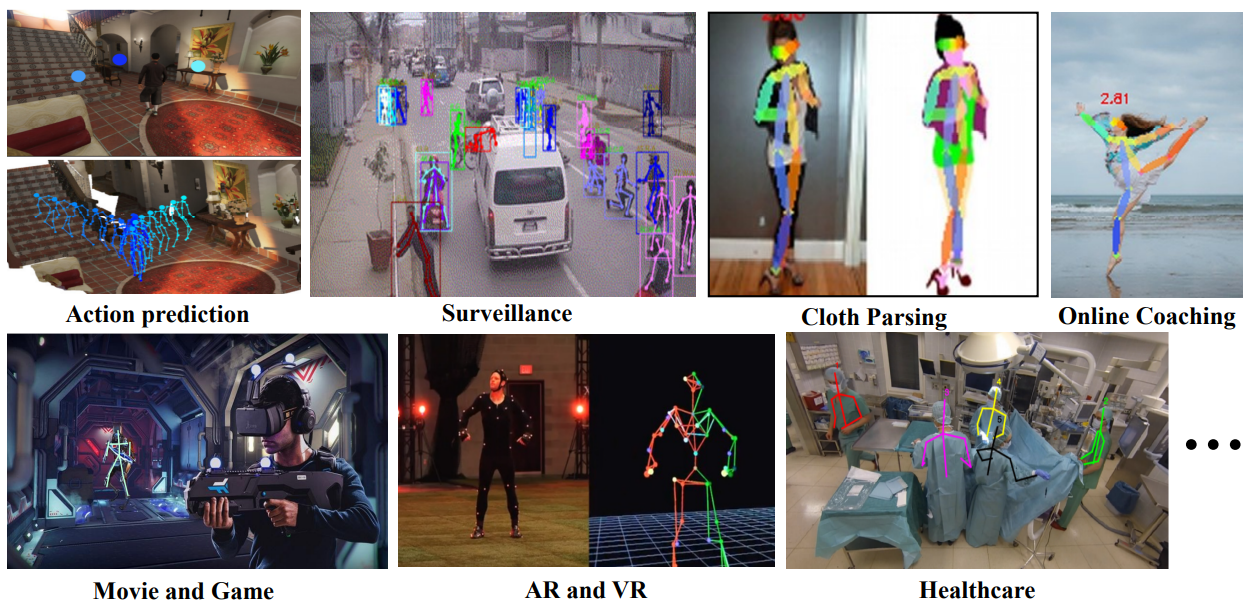 2.81
Action prediction
Surveillance
Cloth Parsing
Online Coaching
Movie and Game
AR and VR
Healthcare